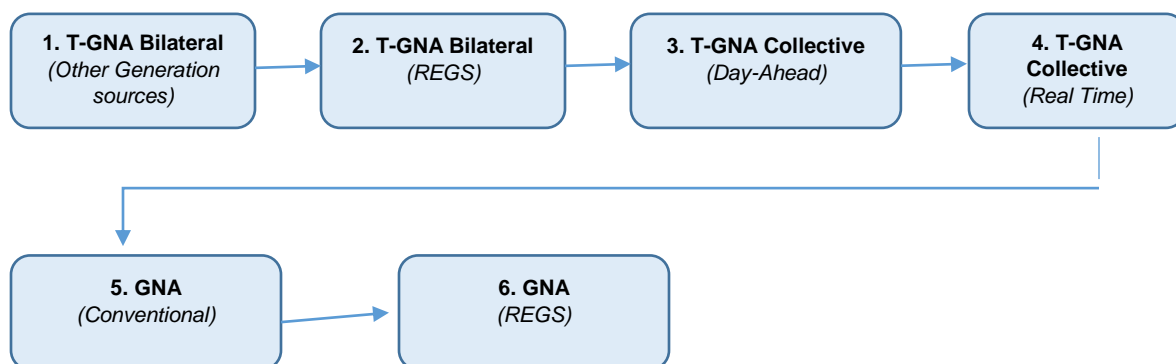 1. T-GNA Bilateral
(Other Generation
sources)
2. T-GNA Bilateral
(REGS)
3. T-GNA Collective
(Day-Ahead)
4. T-GNA
Collective
(Real Time)
5. GNA
(Conventional)
6. GNA
(REGS)